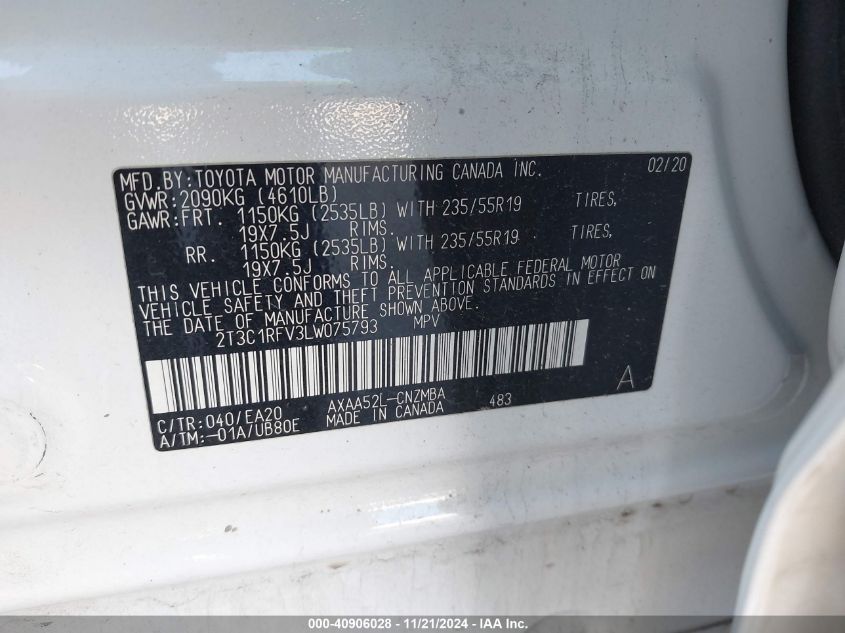 MFD.BY:TOYOTA MOTOR MANUFACTURING CANADA INC. 02/20
GVWR:2090KG (4610LB)
GAWR:FRT. 1150KG (2535LB) WITH 235/55R19 TIRES,
19X7.5J RIMS.
RR. 1150KG (2535LB) WITH 235/55R19 TIRES,
19X7.5J RIMS.
THIS VEHICLE CONFORMS TO ALL APPLICABLE FEDERAL MOTOR
VEHICLE SAFETY AND THEFT PREVENTION STANDARDS IN EFFECT ON
THE DATE OF MANUFACTURE SHOWN ABOVE.
2T3C1RFV3LW075793 MPV
A
C/TR:040/EA20 AXAA52L-CNZMBA 483
A/TM:-01A/UB80E MADE IN CANADA
000-40906028 - 11/21/2024 - IAA Inc.